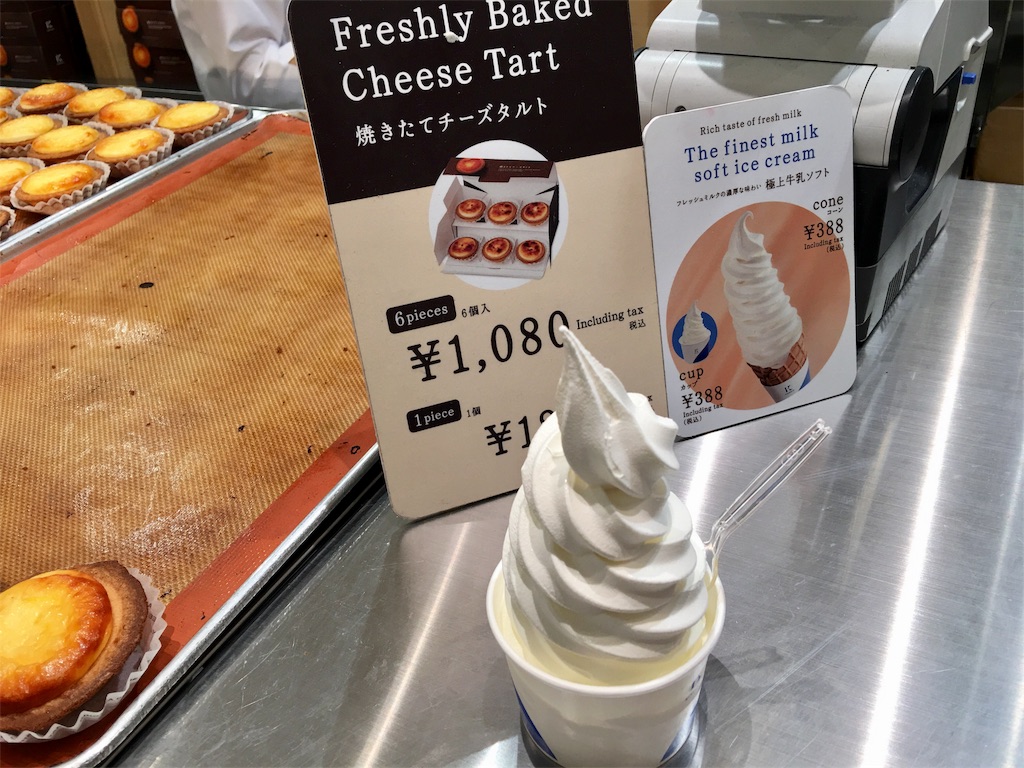 Freshly Baked
Cheese Tart
焼きたてチーズタルト
6pieces 6個入
¥1,080 Including tax
税込
1piece 1個
Rich taste of fresh milk
The finest milk
soft ice cream
フレッシュミルクの濃厚な味わい 極上牛乳ソフト
cone
コーン
¥388
Including tax
(税込)
cup
カップ
¥388
Including tax
(税込)